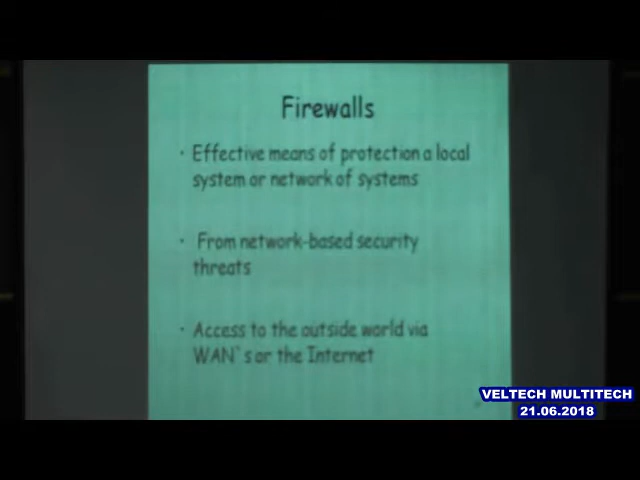 Firewalls
• Effective means of protection a local
system or network of systems
• From network-based security
threats
• Access to the outside world via
WAN`s or the Internet
VELTECH MULTITECH
21.06.2018